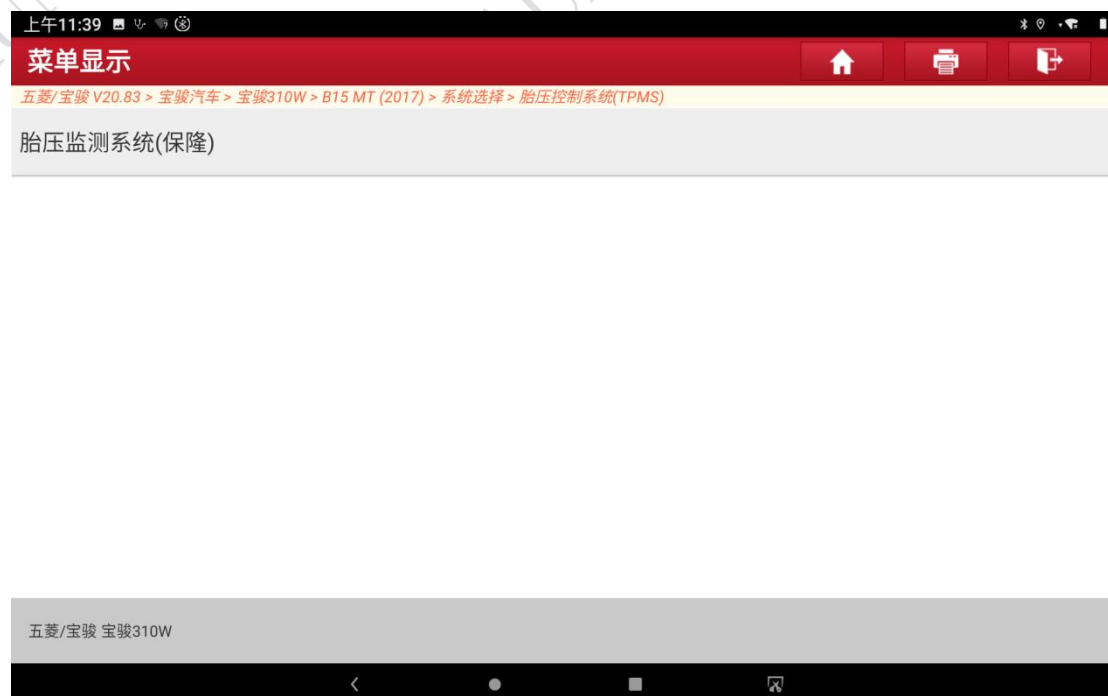 上午11:39
菜单显示
五菱/宝骏 V20.83 > 宝骏汽车 > 宝骏310W > B15 MT (2017) > 系统选择 > 胎压控制系统(TPMS)
胎压监测系统(保隆)
五菱/宝骏 宝骏310W